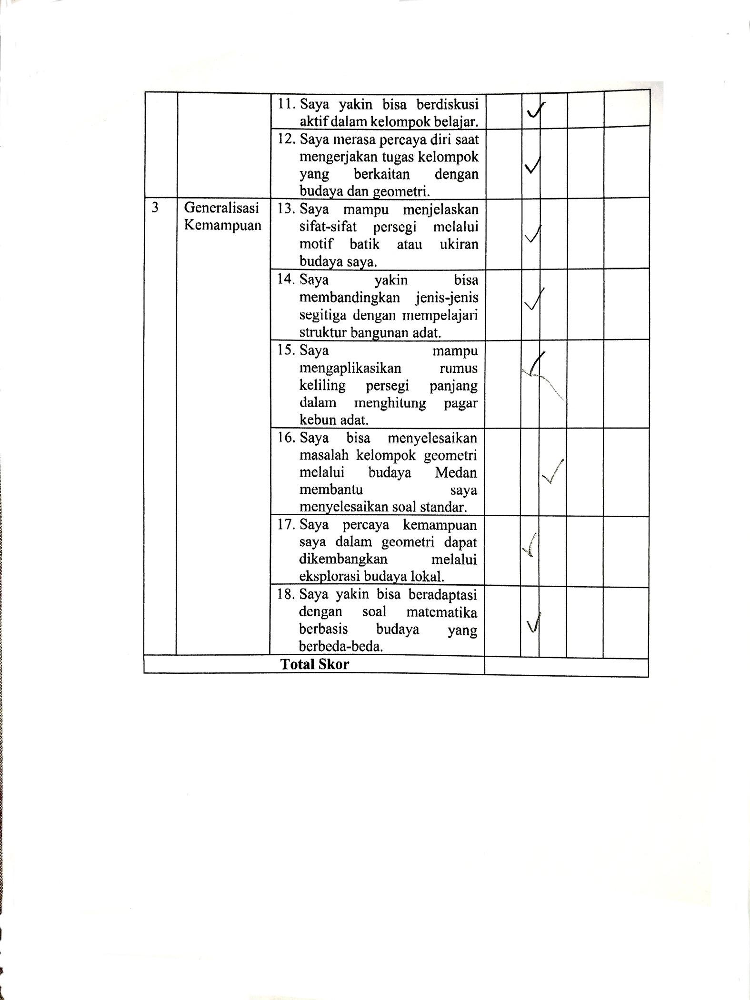 11. Saya yakin bisa berdiskusi
aktif dalam kelompok belajar.
✓
12. Saya merasa percaya diri saat
mengerjakan tugas kelompok
yang berkaitan dengan
budaya dan geometri.
✓
3 Generalisasi
Kemampuan
13. Saya mampu menjelaskan
sifat-sifat persegi melalui
motif batik atau ukiran
budaya saya.
✓
14. Saya yakin bisa
membandingkan jenis-jenis
segitiga dengan mempelajari
struktur bangunan adat.
✓
15. Saya mampu
mengaplikasikan rumus
keliling persegi panjang
dalam menghitung pagar
kebun adat.
✓
16. Saya bisa menyelesaikan
masalah kelompok geometri
melalui budaya Medan
membantu saya
menyelesaikan soal standar.
✓
17. Saya percaya kemampuan
saya dalam geometri dapat
dikembangkan melalui
eksplorasi budaya lokal.
✓
18. Saya yakin bisa beradaptasi
dengan soal matematika
berbasis budaya yang
berbeda-beda.
✓
Total Skor